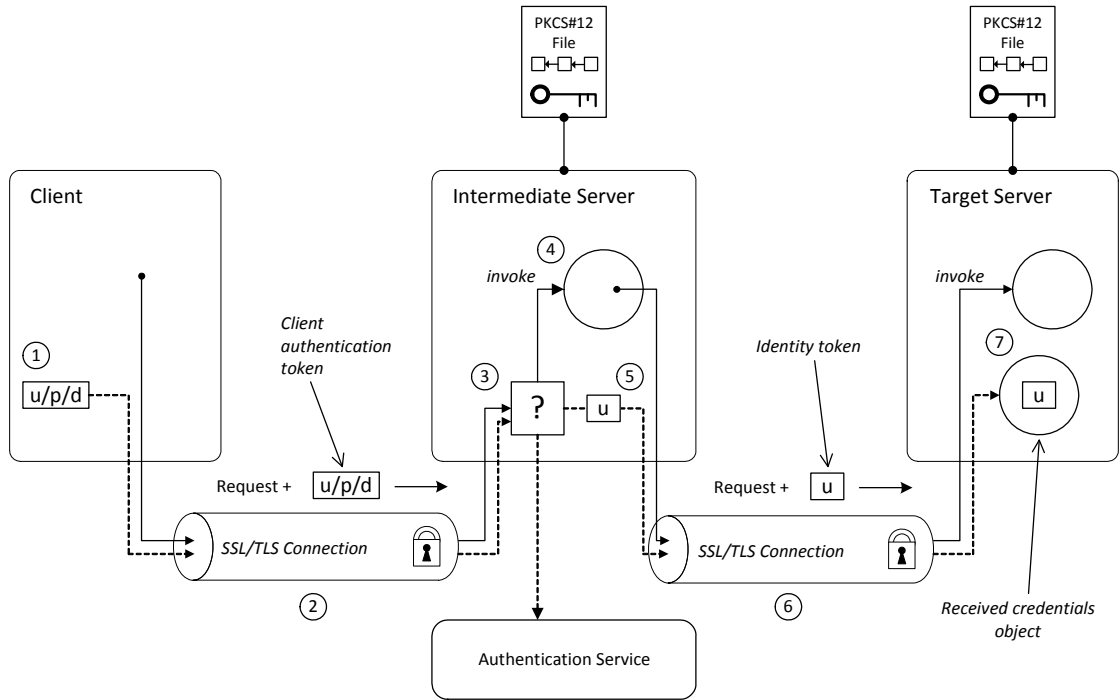 PKCS#12
File
PKCS#12
File
Client
Intermediate Server
Target Server
4
invoke
invoke
Client
authentication
token
Identity token
1
3
5
7
u/p/d
?
u
u
Request +
u/p/d
Request +
u
SSL/TLS Connection
SSL/TLS Connection
2
6
Received credentials
object
Authentication Service